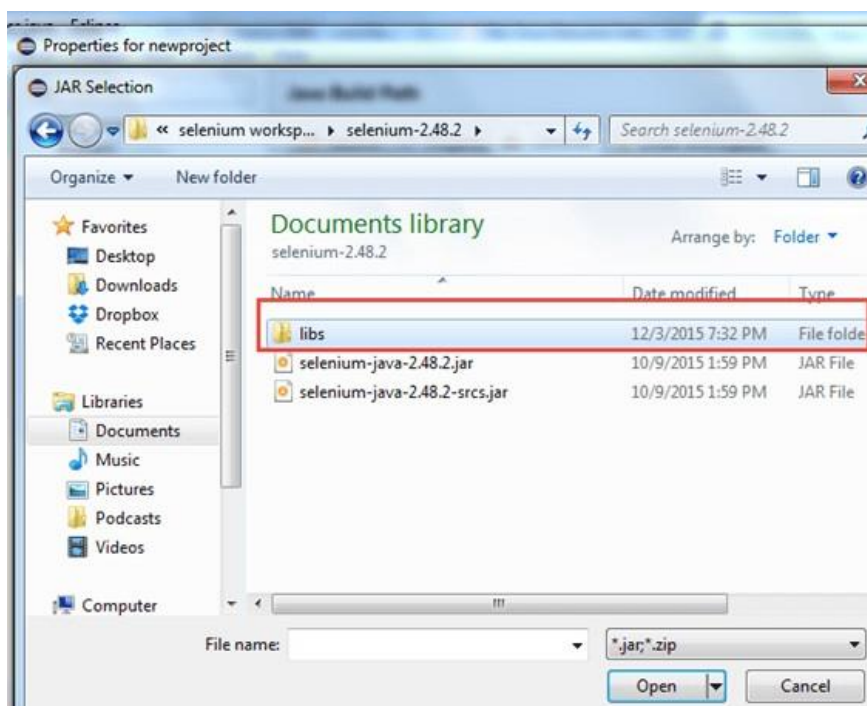 Properties for newproject
JAR Selection
Java Build Path
« selenium worksp... selenium-2.48.2
Search selenium-2.48.2
Organize New folder
Favorites
Desktop
Downloads
Dropbox
Recent Places
Libraries
Documents
Music
Pictures
Podcasts
Videos
Computer
Documents library
selenium-2.48.2
Arrange by: Folder
Name Date modified Type
libs 12/3/2015 7:32 PM File folde
selenium-java-2.48.2.jar 10/9/2015 1:59 PM JAR File
selenium-java-2.48.2-srcs.jar 10/9/2015 1:59 PM JAR File
File name: *.jar;*.zip
Open Cancel